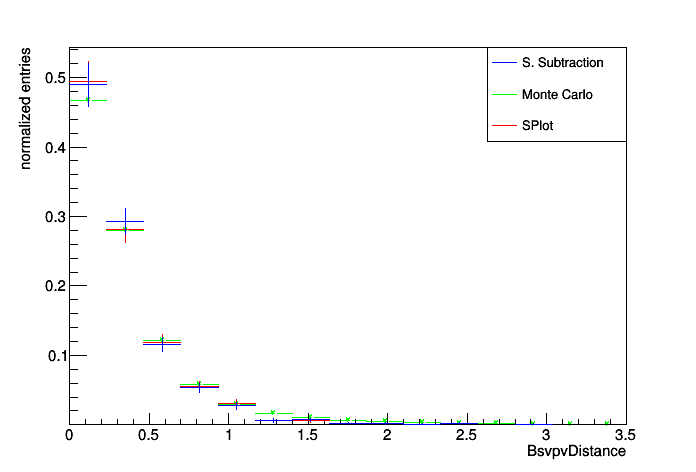 normalized entries
S. Subtraction
Monte Carlo
SPlot
0.5
0.4
0.3
0.2
0.1
0 0.5 1 1.5 2 2.5 3 3.5
BsvpvDistance